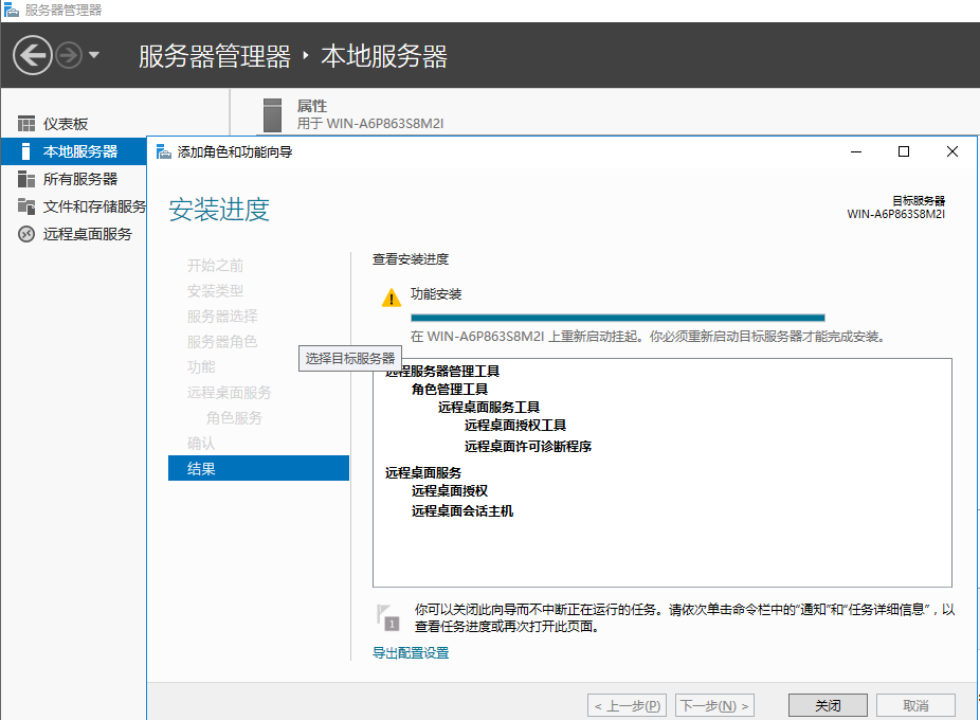 服务器管理器
服务器管理器 ‣ 本地服务器
仪表板
本地服务器
所有服务器
文件和存储服务
远程桌面服务
属性
用于 WIN-A6P863S8M2I
添加角色和功能向导
安装进度
目标服务器
WIN-A6P863S8M2I
开始之前
安装类型
服务器选择
服务器角色
功能
远程桌面服务
角色服务
确认
结果
选择目标服务器
查看安装进度
功能安装
在 WIN-A6P863S8M2I 上重新启动挂起。你必须重新启动目标服务器才能完成安装。
远程服务器管理工具
角色管理工具
远程桌面服务工具
远程桌面授权工具
远程桌面许可诊断程序
远程桌面服务
远程桌面授权
远程桌面会话主机
1
你可以关闭此向导而不中断正在运行的任务。请依次单击命令栏中的“通知”和“任务详细信息”，以
查看任务进度或再次打开此页面。
导出配置设置
< 上一步(P)
下一步(N) >
关闭
取消